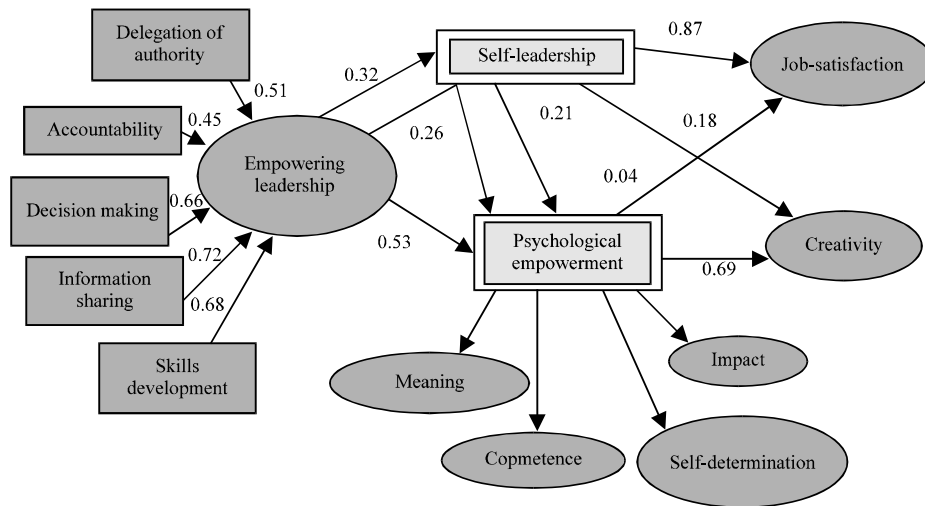 Delegation of
authority
0.51
Accountability
0.45
Decision making
0.66
Information
sharing
0.72
Skills
development
0.68
Empowering
leadership
0.32
0.26
0.53
Self-leadership
0.21
0.87
0.18
0.04
Job-satisfaction
Psychological
empowerment
0.69
Creativity
Meaning
Copmetence
Self-determination
Impact